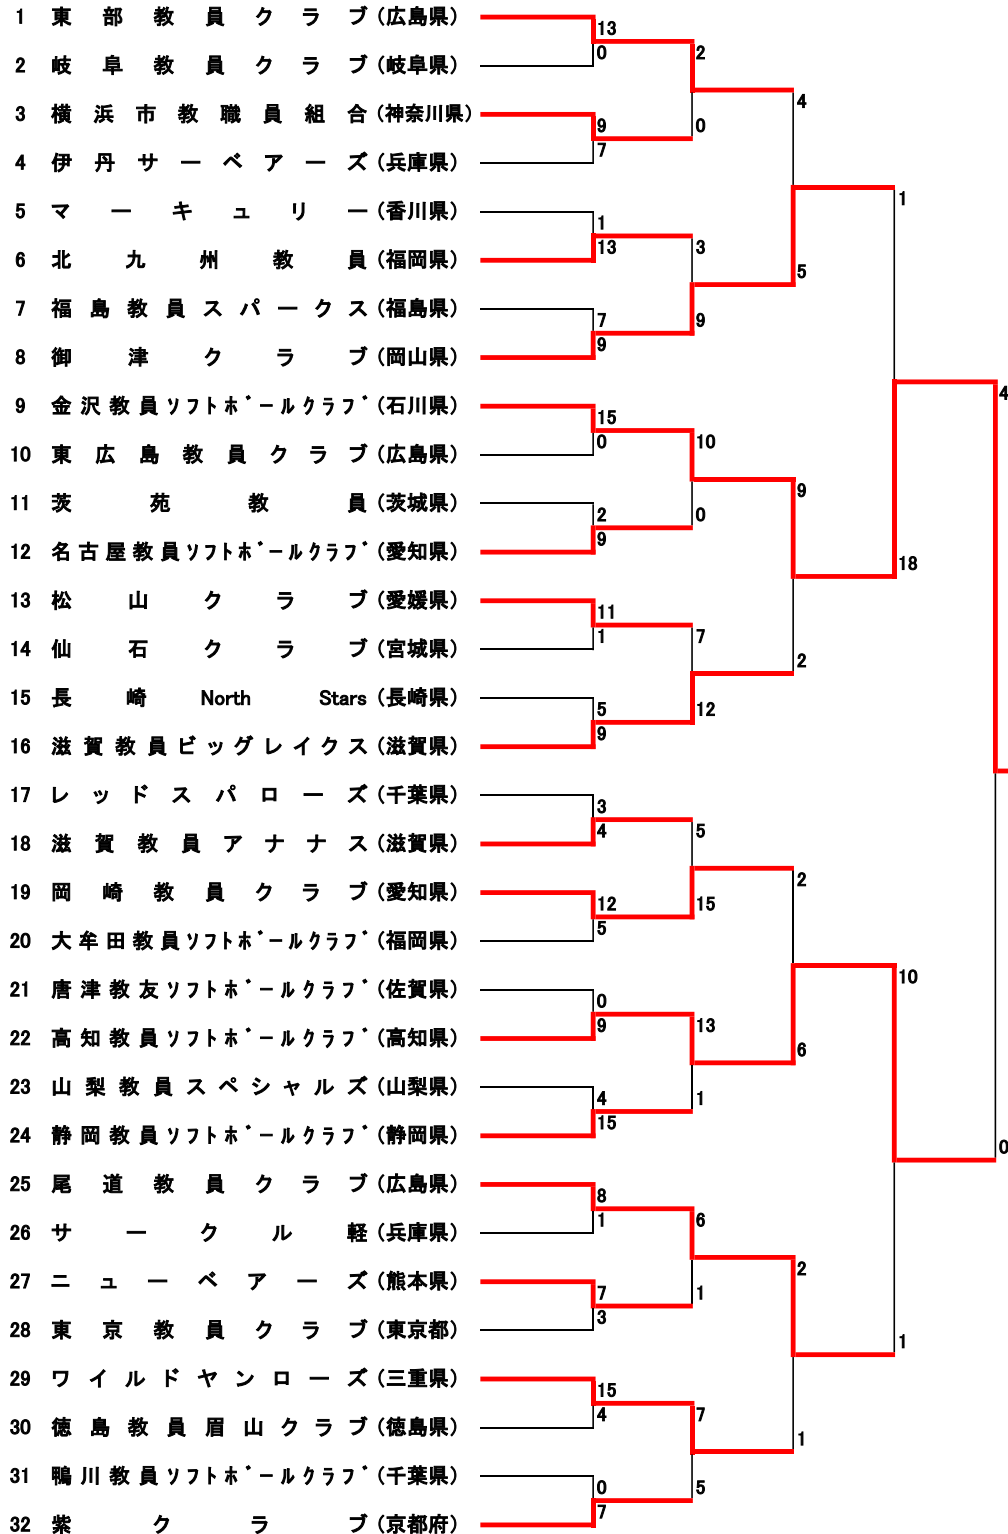 1 東部教員クラブ(広島県)
13
0
2
2 岐阜教員クラブ(岐阜県)
4
3 横浜市教職員組合(神奈川県)
9
7
0
4 伊丹サーベアーズ(兵庫県)
1
5 マーキュリー(香川県)
1
13
3
6 北九州教員(福岡県)
5
7 福島教員スパークス(福島県)
7
9
9
8 御津クラブ(岡山県)
4
9 金沢教員ソフトボールクラブ(石川県)
15
0
10
10 東広島教員クラブ(広島県)
9
11 茨苑教員(茨城県)
2
9
0
12 名古屋教員ソフトボールクラブ(愛知県)
18
13 松山クラブ(愛媛県)
11
1
7
14 仙石クラブ(宮城県)
2
15 長崎North Stars(長崎県)
5
9
12
16 滋賀教員ビッグレイクス(滋賀県)
17 レッドスパローズ(千葉県)
3
4
5
18 滋賀教員アナナス(滋賀県)
2
19 岡崎教員クラブ(愛知県)
12
5
15
20 大牟田教員ソフトボールクラブ(福岡県)
10
21 唐津教友ソフトボールクラブ(佐賀県)
0
9
13
22 高知教員ソフトボールクラブ(高知県)
6
23 山梨教員スペシャルズ(山梨県)
4
15
1
24 静岡教員ソフトボールクラブ(静岡県)
0
25 尾道教員クラブ(広島県)
8
1
6
26 サークル軽(兵庫県)
2
27 ニューベアーズ(熊本県)
7
3
1
28 東京教員クラブ(東京都)
1
29 ワイルドヤンローズ(三重県)
15
4
7
30 徳島教員眉山クラブ(徳島県)
1
31 鴨川教員ソフトボールクラブ(千葉県)
0
7
5
32 紫クラブ(京都府)